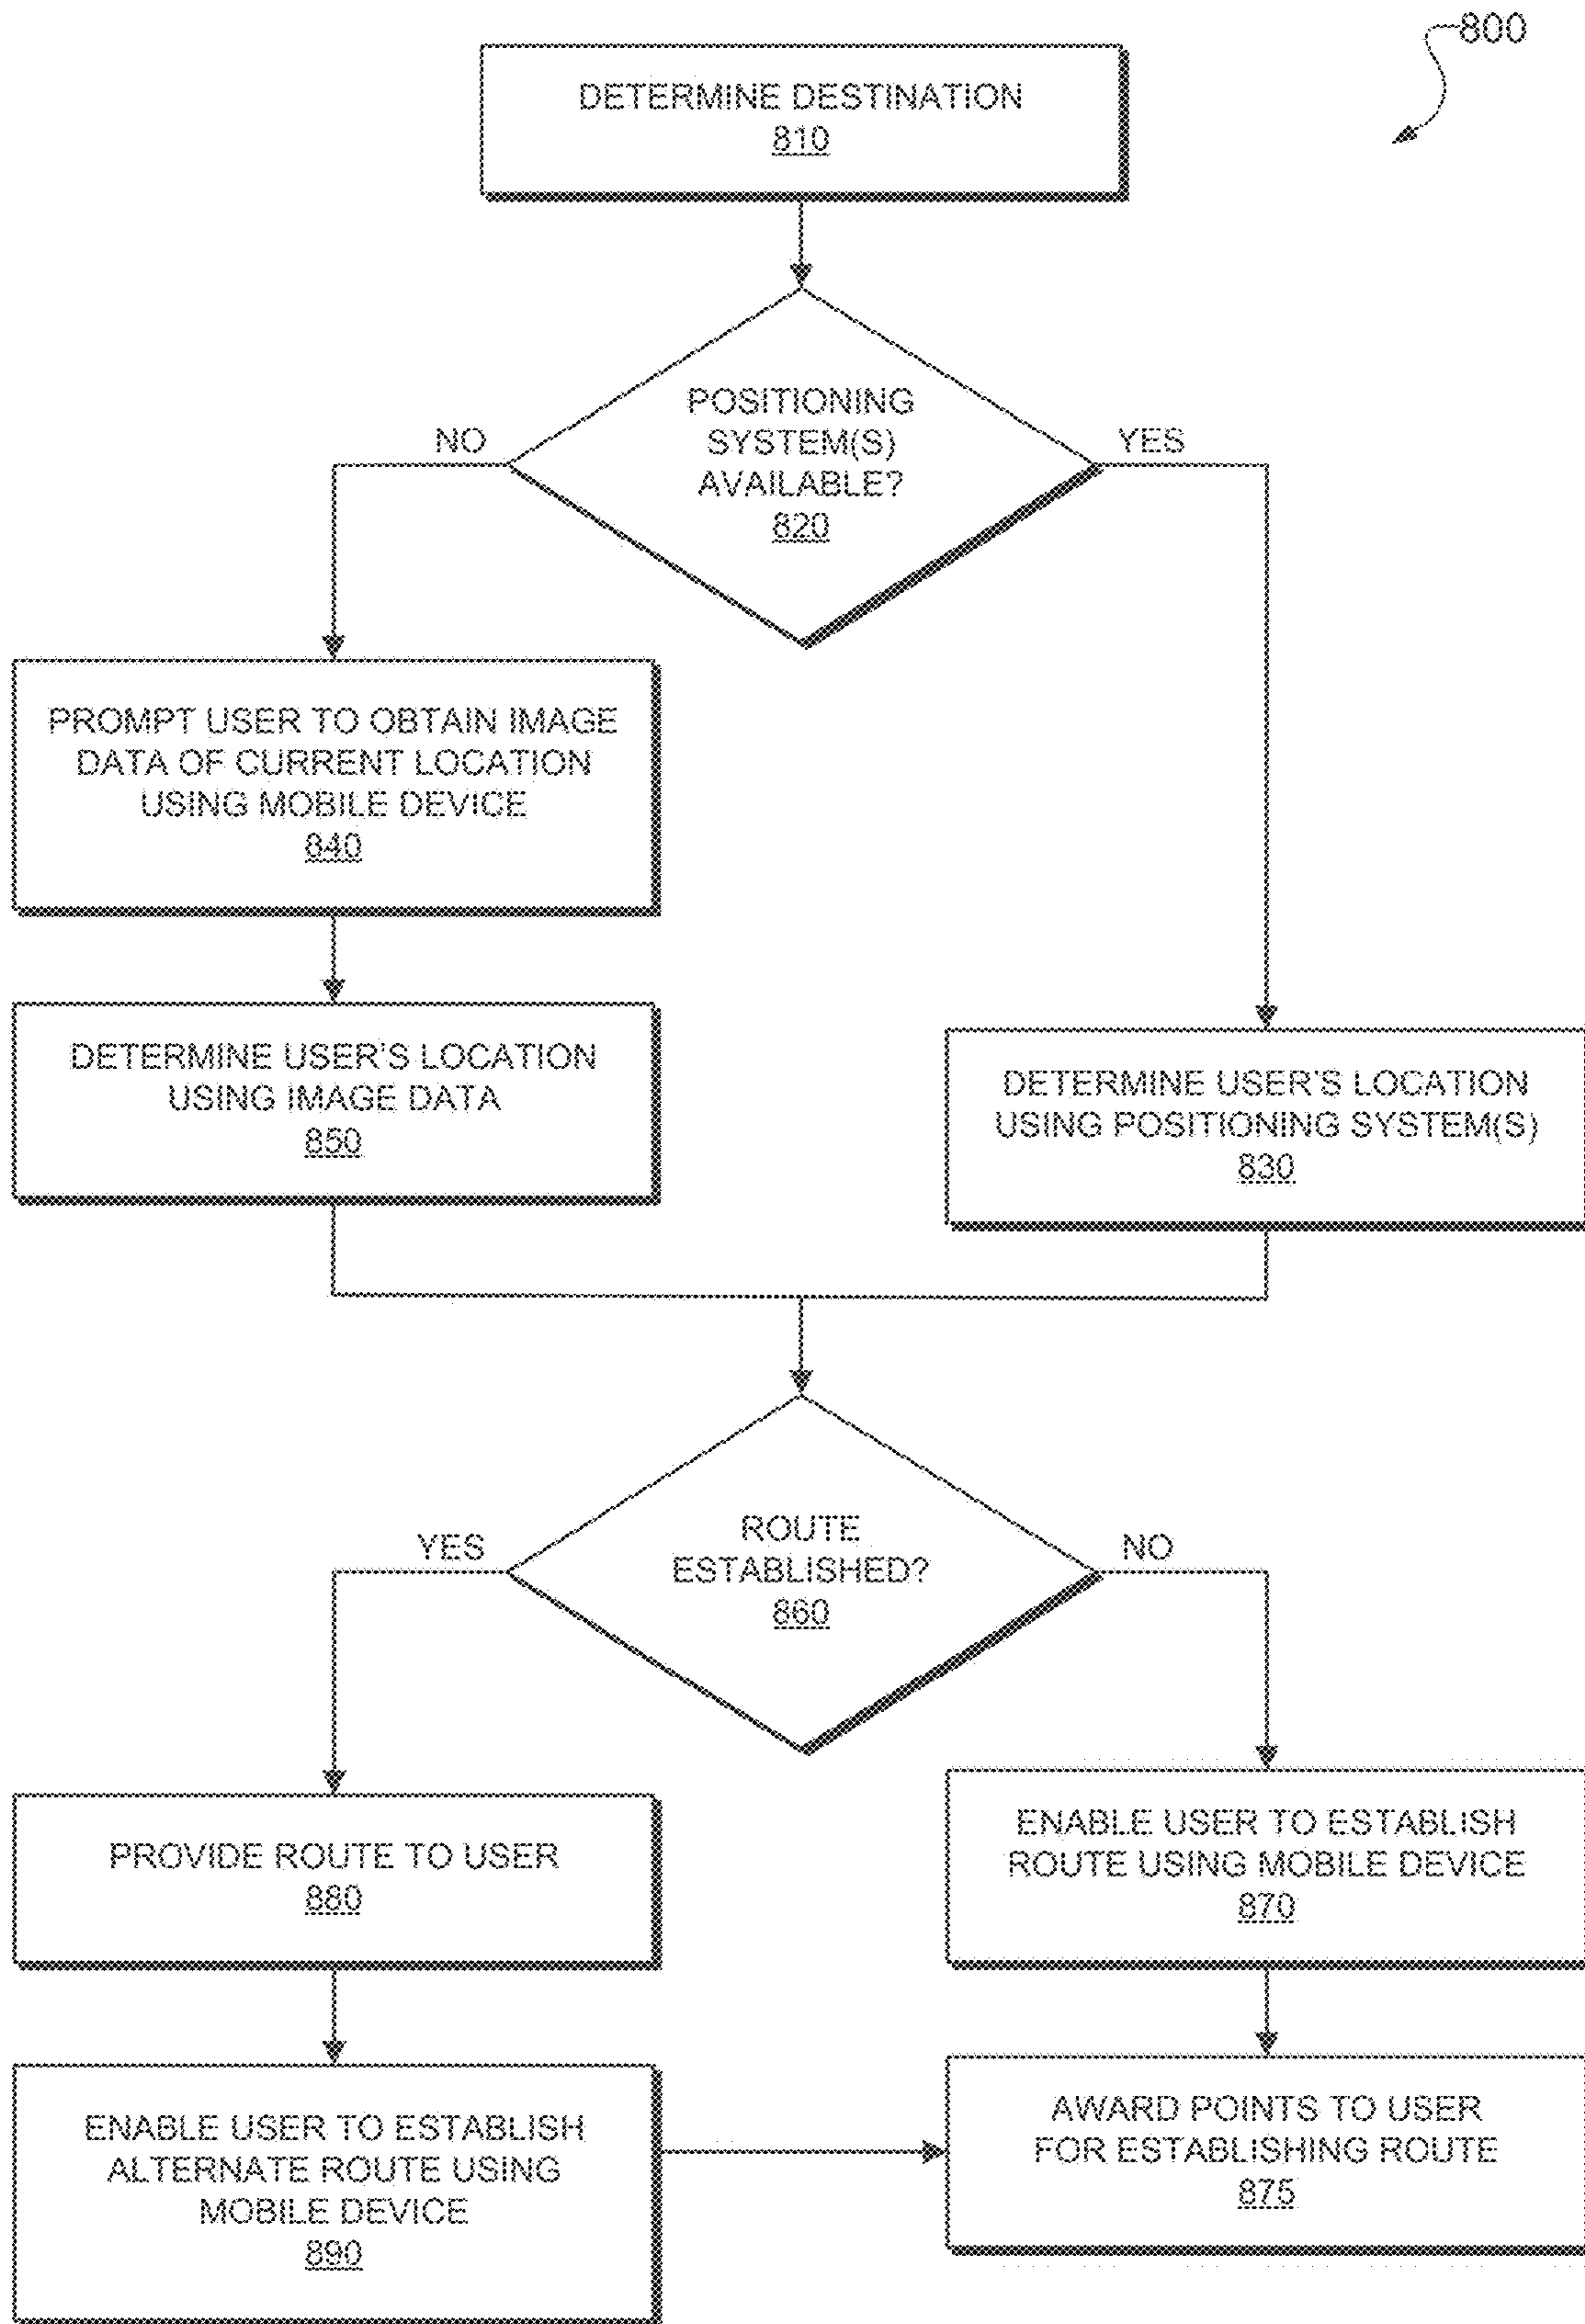 800
DETERMINE DESTINATION
810
POSITIONING
SYSTEM(S)
AVAILABLE?
820
NO
YES
PROMPT USER TO OBTAIN IMAGE
DATA OF CURRENT LOCATION
USING MOBILE DEVICE
840
DETERMINE USER'S LOCATION
USING IMAGE DATA
850
DETERMINE USER'S LOCATION
USING POSITIONING SYSTEM(S)
830
ROUTE
ESTABLISHED?
860
YES
NO
PROVIDE ROUTE TO USER
880
ENABLE USER TO ESTABLISH
ROUTE USING MOBILE DEVICE
870
ENABLE USER TO ESTABLISH
ALTERNATE ROUTE USING
MOBILE DEVICE
890
AWARD POINTS TO USER
FOR ESTABLISHING ROUTE
875